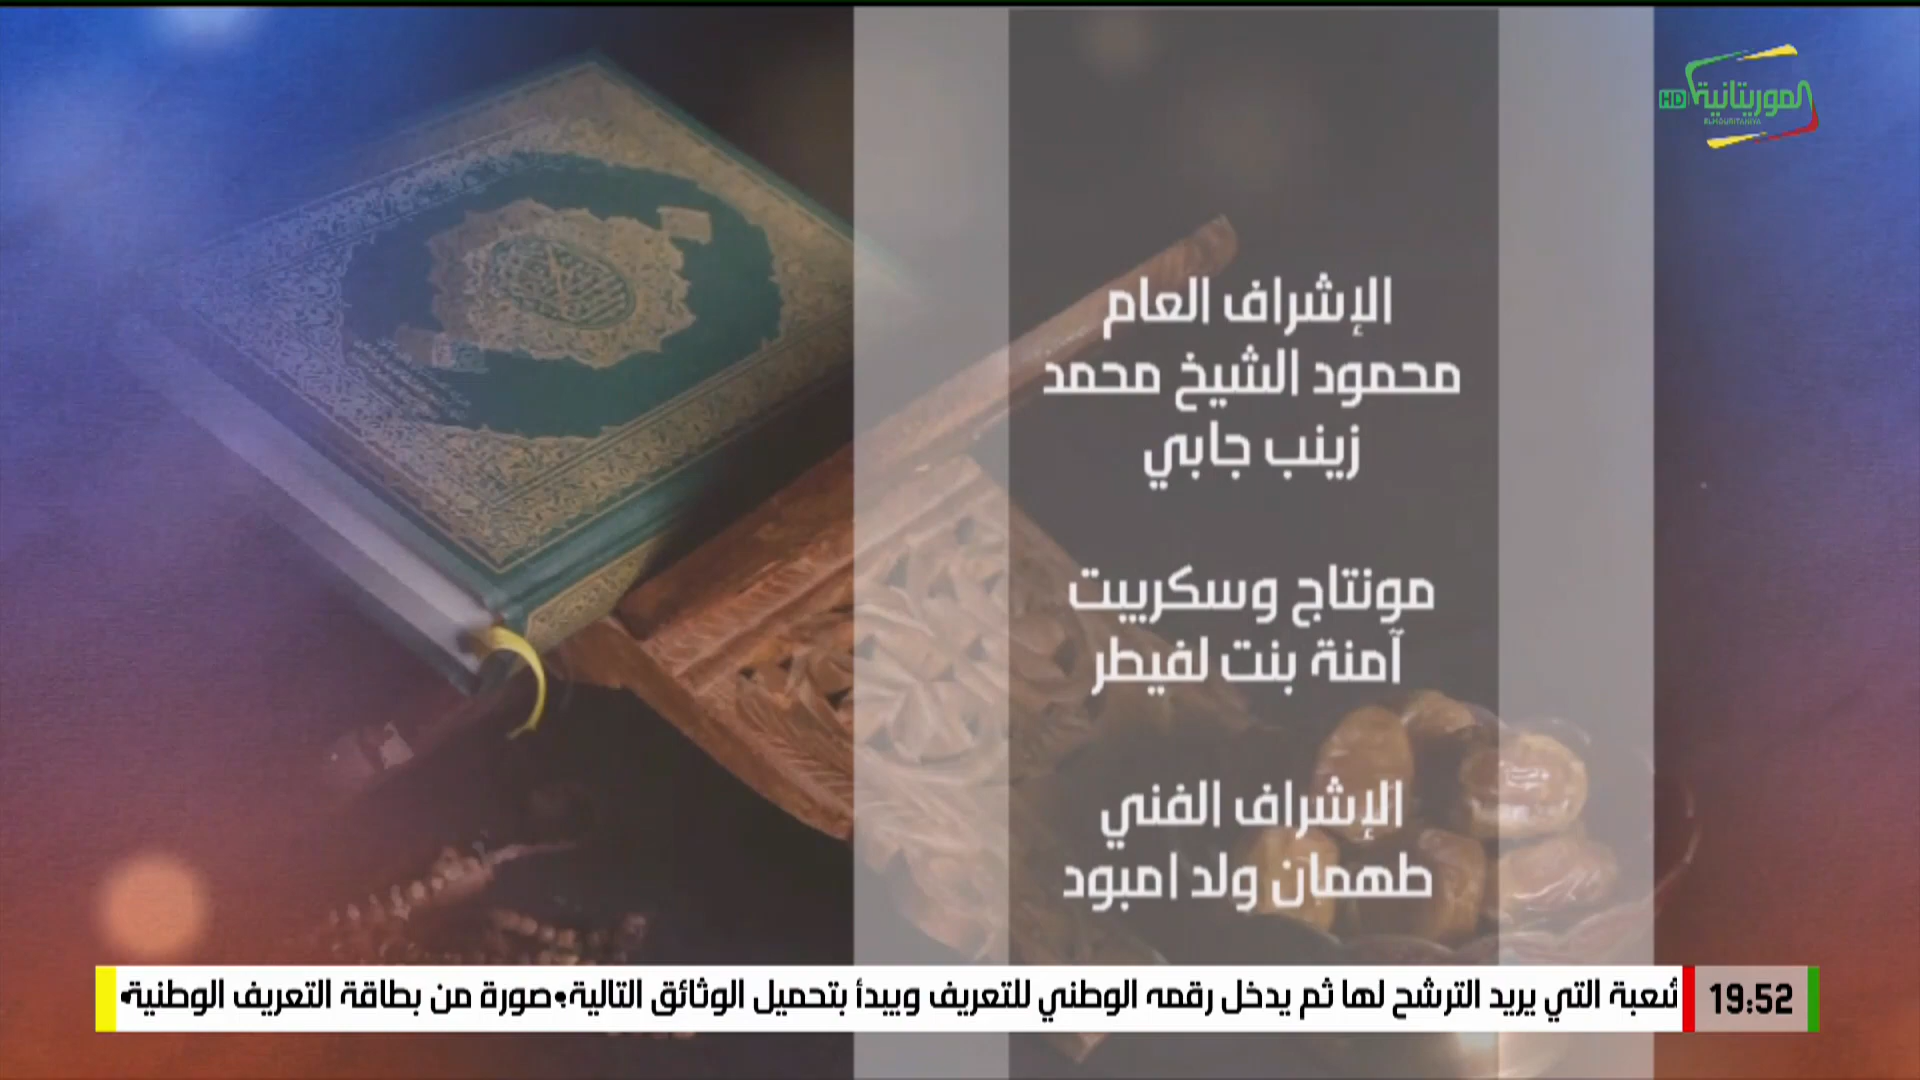 الموريتانية
HD
ELMOURITANIYA
الإشراف العام
محمود الشيخ محمد
زينب جابي
مونتاج وسكريبت
آمنة بنت لفيطر
الإشراف الفني
طهمان ولد امبود
شعبة التي يريد الترشح لها ثم يدخل رقمه الوطني للتعريف ويبدأ بتحميل الوثائق التالية:•صورة من بطاقة التعريف الوطنية•
19:52